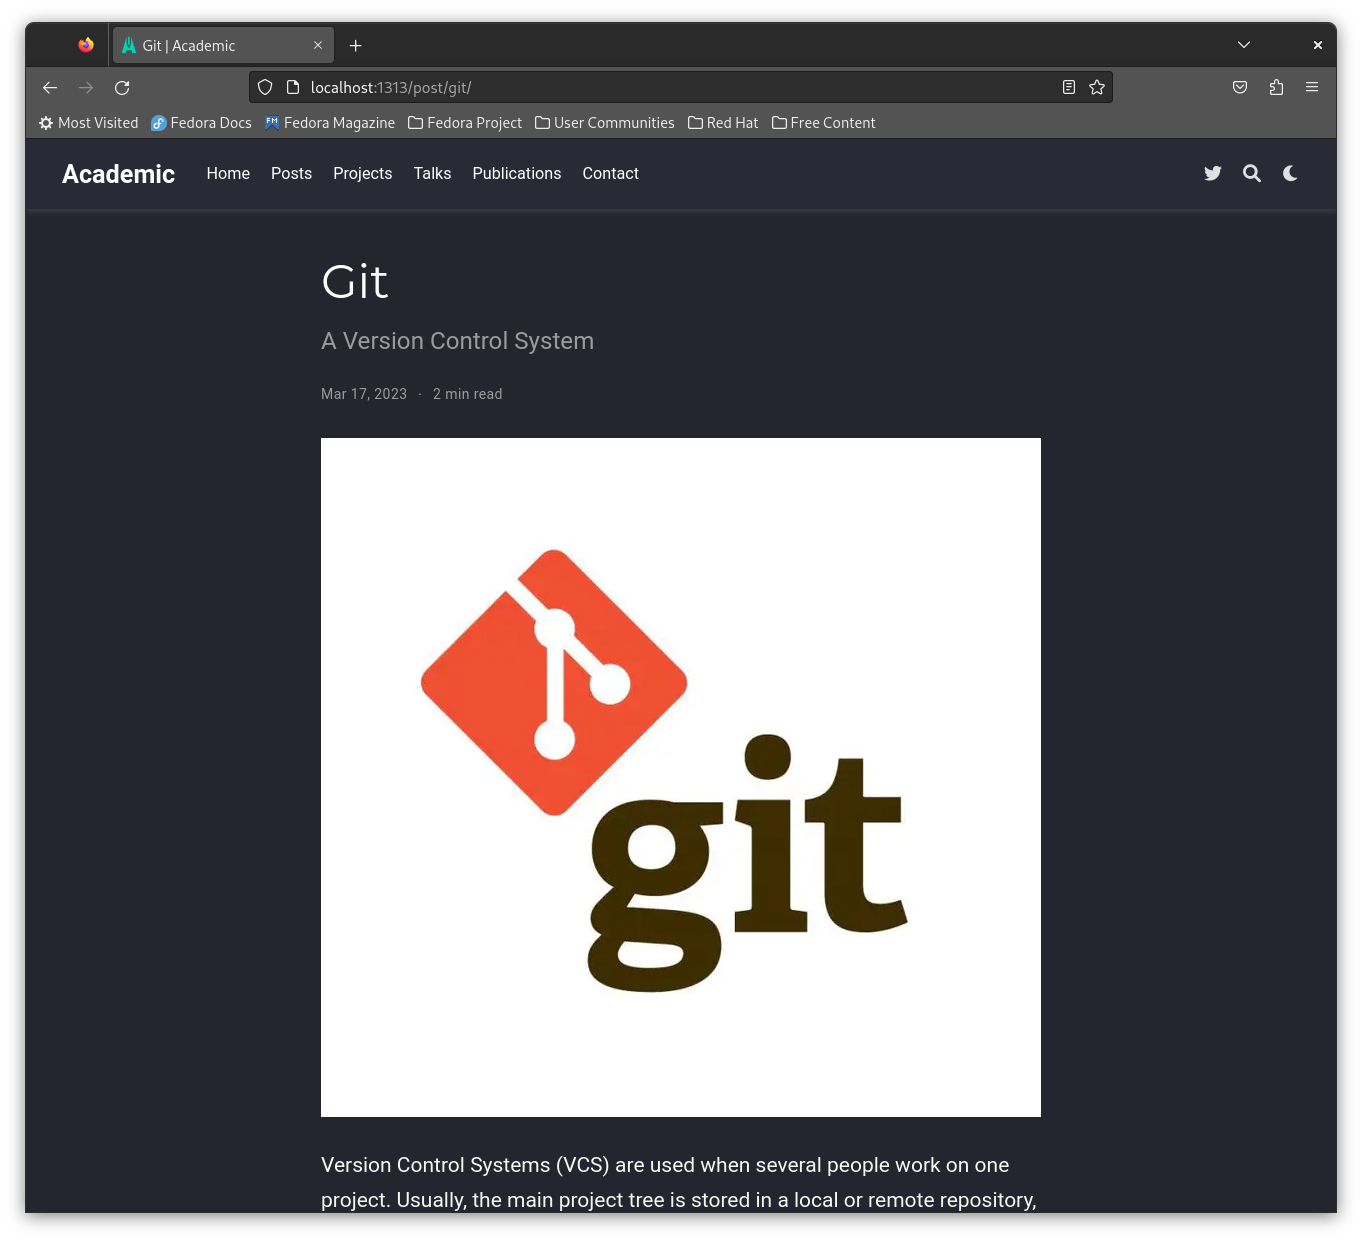 Git | Academic
localhost:1313/post/git/
Most Visited Fedora Docs Fedora Magazine Fedora Project User Communities Red Hat Free Content
Academic Home Posts Projects Talks Publications Contact
Git
A Version Control System
Mar 17, 2023 · 2 min read
git
Version Control Systems (VCS) are used when several people work on one
project. Usually, the main project tree is stored in a local or remote repository,